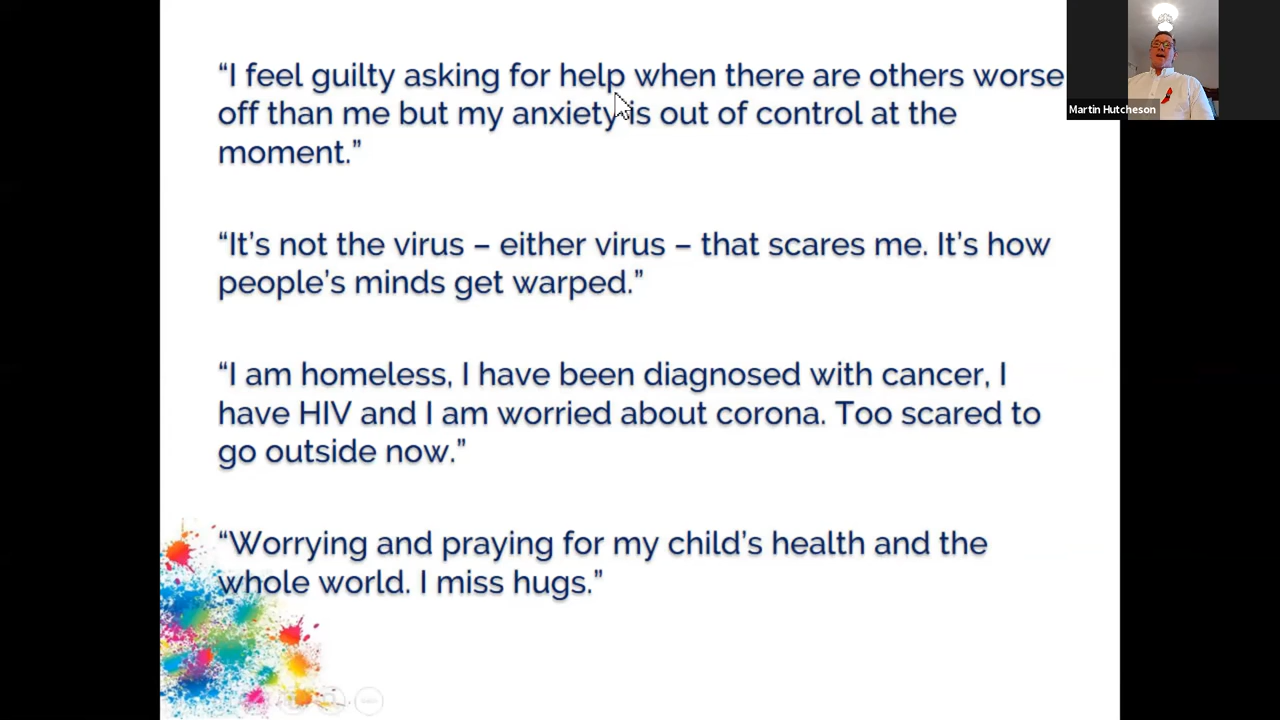 “I feel guilty asking for help when there are others worse
off than me but my anxiety is out of control at the
moment.”
“It’s not the virus – either virus – that scares me. It’s how
people’s minds get warped.”
“I am homeless, I have been diagnosed with cancer, I
have HIV and I am worried about corona. Too scared to
go outside now.”
“Worrying and praying for my child’s health and the
whole world. I miss hugs.”
Martin Hutcheson